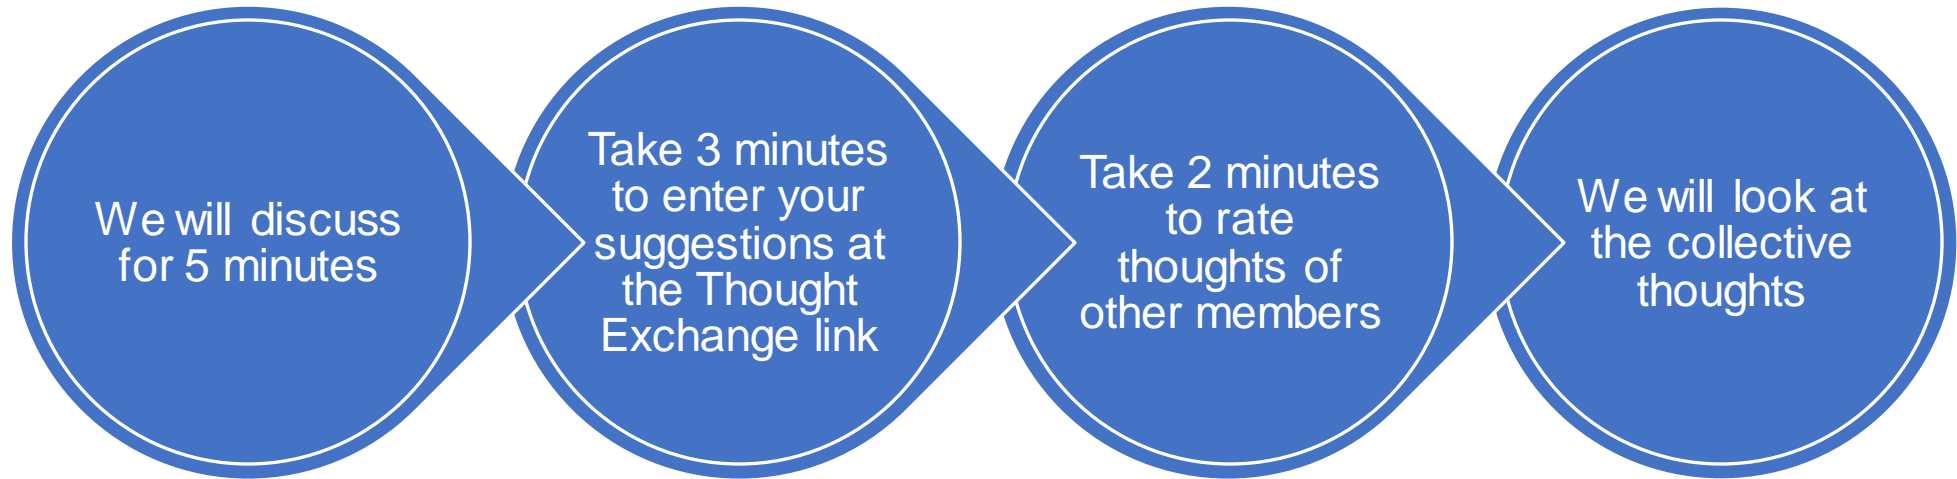 We will discuss
for 5 minutes
Take 3 minutes
to enter your
suggestions at
the Thought
Exchange link
Take 2 minutes
to rate
thoughts of
other members
We will look at
the collective
thoughts